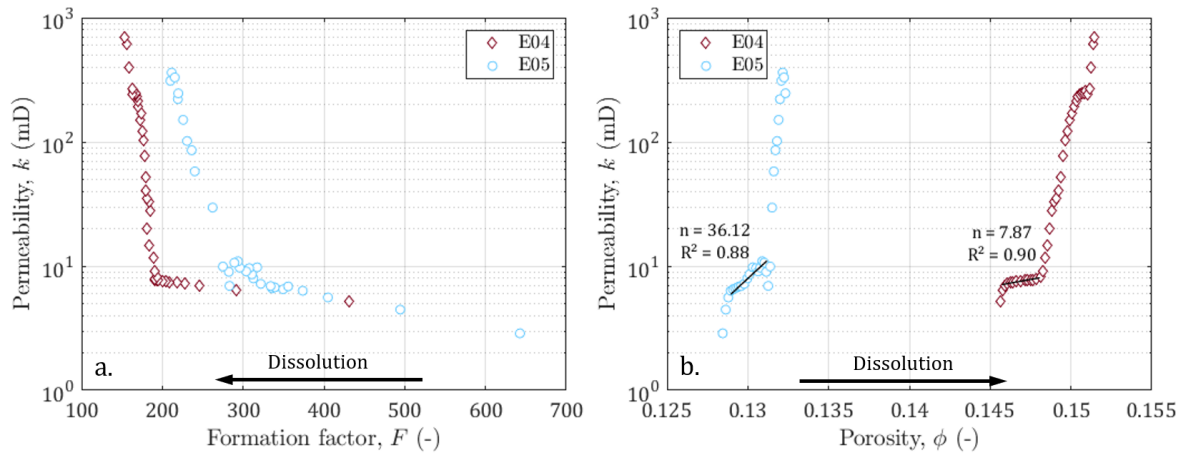 E04
E05
10³
10²
10¹
10⁰
Permeability, k (mD)
a.
Dissolution
100 200 300 400 500 600 700
Formation factor, F (-)
E04
E05
10³
10²
10¹
10⁰
Permeability, k (mD)
n = 36.12
R² = 0.88
n = 7.87
R² = 0.90
b.
Dissolution
0.125 0.13 0.135 0.14 0.145 0.15 0.155
Porosity, ϕ (-)